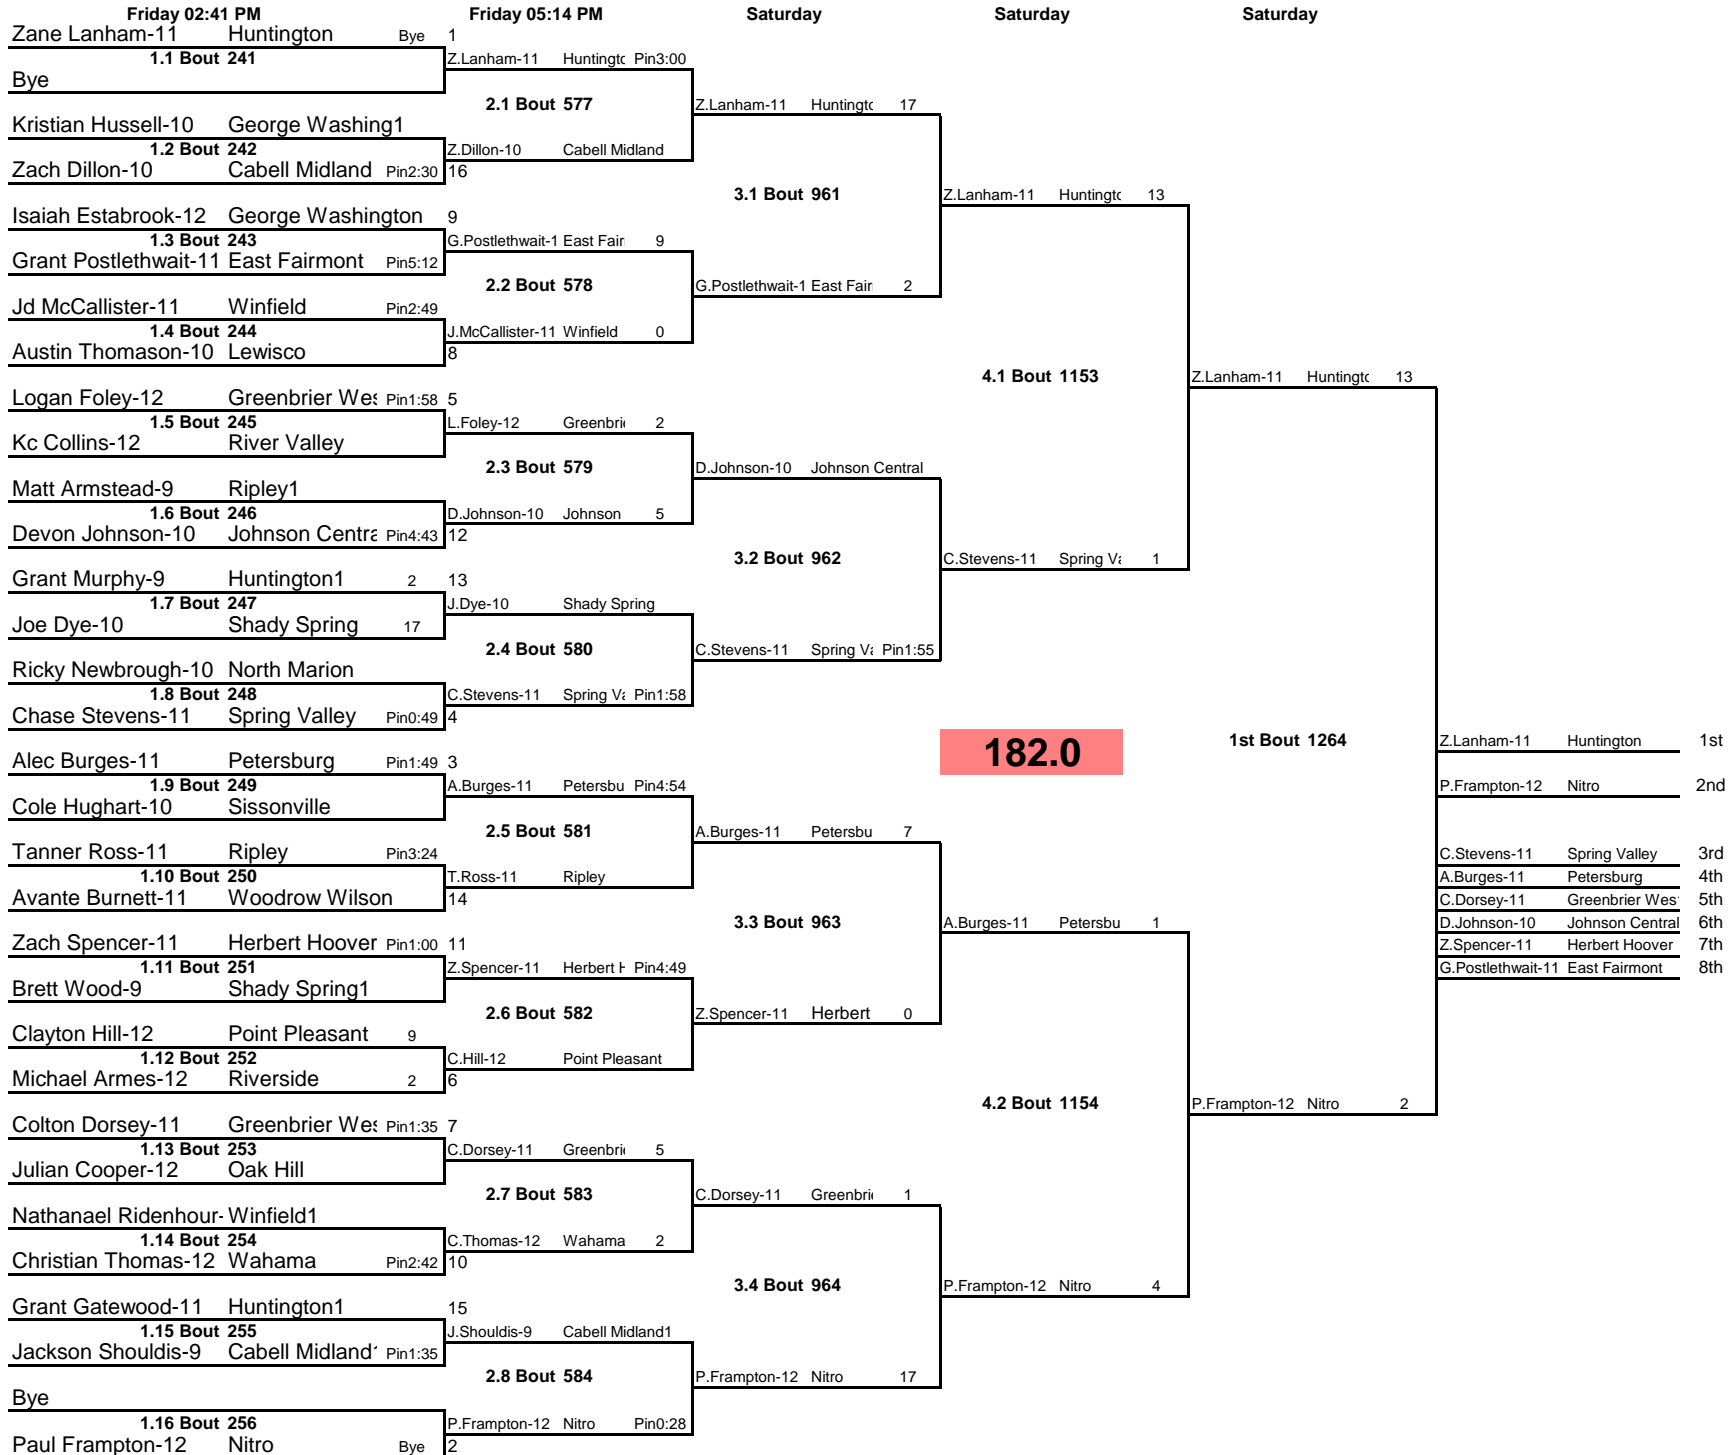 Friday 02:41 PM Friday 05:14 PM Saturday Saturday Saturday
Zane Lanham-11 Huntington Bye 1
1.1 Bout 241 Z.Lanham-11 Huntingtc Pin3:00
Bye
2.1 Bout 577 Z.Lanham-11 Huntingtc 17
Kristian Hussell-10 George Washing1
1.2 Bout 242 Z.Dillon-10 Cabell Midland
Zach Dillon-10 Cabell Midland Pin2:30 16
3.1 Bout 961 Z.Lanham-11 Huntingtc 13
Isaiah Estabrook-12 George Washington 9
1.3 Bout 243 G.Postlethwait-1 East Fair 9
Grant Postlethwait-11 East Fairmont Pin5:12
2.2 Bout 578 G.Postlethwait-1 East Fair 2
Jd McCallister-11 Winfield Pin2:49
1.4 Bout 244 J.McCallister-11 Winfield 0
Austin Thomason-10 Lewisco 8
4.1 Bout 1153 Z.Lanham-11 Huntingtc 13
Logan Foley-12 Greenbrier Wes Pin1:58 5
1.5 Bout 245 L.Foley-12 Greenbri 2
Kc Collins-12 River Valley
2.3 Bout 579 D.Johnson-10 Johnson Central
Matt Armstead-9 Ripley1
1.6 Bout 246 D.Johnson-10 Johnson 5
Devon Johnson-10 Johnson Centra Pin4:43 12
3.2 Bout 962 C.Stevens-11 Spring Va 1
Grant Murphy-9 Huntington1 2 13
1.7 Bout 247 J.Dye-10 Shady Spring
Joe Dye-10 Shady Spring 17
2.4 Bout 580 C.Stevens-11 Spring Va Pin1:55
Ricky Newbrough-10 North Marion
1.8 Bout 248 C.Stevens-11 Spring Va Pin1:58
Chase Stevens-11 Spring Valley Pin0:49 4
182.0 1st Bout 1264 Z.Lanham-11 Huntington 1st
Alec Burges-11 Petersburg Pin1:49 3
1.9 Bout 249 A.Burges-11 Petersbu Pin4:54 P.Frampton-12 Nitro 2nd
Cole Hughart-10 Sissonville
2.5 Bout 581 A.Burges-11 Petersbu 7
Tanner Ross-11 Ripley Pin3:24 C.Stevens-11 Spring Valley 3rd
1.10 Bout 250 T.Ross-11 Ripley A.Burges-11 Petersburg 4th
Avante Burnett-11 Woodrow Wilson 14 C.Dorsey-11 Greenbrier Wes 5th
3.3 Bout 963 A.Burges-11 Petersbu 1 D.Johnson-10 Johnson Central 6th
Zach Spencer-11 Herbert Hoover Pin1:00 11 Z.Spencer-11 Herbert Hoover 7th
1.11 Bout 251 Z.Spencer-11 Herbert H Pin4:49 G.Postlethwait-11 East Fairmont 8th
Brett Wood-9 Shady Spring1
2.6 Bout 582 Z.Spencer-11 Herbert 0
Clayton Hill-12 Point Pleasant 9
1.12 Bout 252 C.Hill-12 Point Pleasant
Michael Armes-12 Riverside 2 6
4.2 Bout 1154 P.Frampton-12 Nitro 2
Colton Dorsey-11 Greenbrier Wes Pin1:35 7
1.13 Bout 253 C.Dorsey-11 Greenbri 5
Julian Cooper-12 Oak Hill
2.7 Bout 583 C.Dorsey-11 Greenbri 1
Nathanael Ridenhour- Winfield1
1.14 Bout 254 C.Thomas-12 Wahama 2
Christian Thomas-12 Wahama Pin2:42 10
3.4 Bout 964 P.Frampton-12 Nitro 4
Grant Gatewood-11 Huntington1 15
1.15 Bout 255 J.Shouldis-9 Cabell Midland1
Jackson Shouldis-9 Cabell Midland1 Pin1:35
2.8 Bout 584 P.Frampton-12 Nitro 17
Bye
1.16 Bout 256 P.Frampton-12 Nitro Pin0:28
Paul Frampton-12 Nitro Bye 2